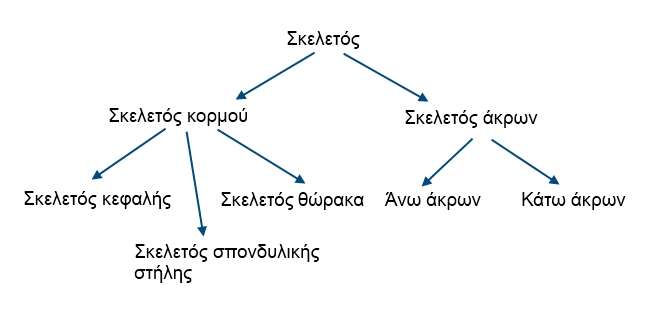 Σκελετός
Σκελετός κορμού
Σκελετός άκρων
Σκελετός κεφαλής
Σκελετός θώρακα
Άνω άκρων
Κάτω άκρων
Σκελετός σπονδυλικής
στήλης